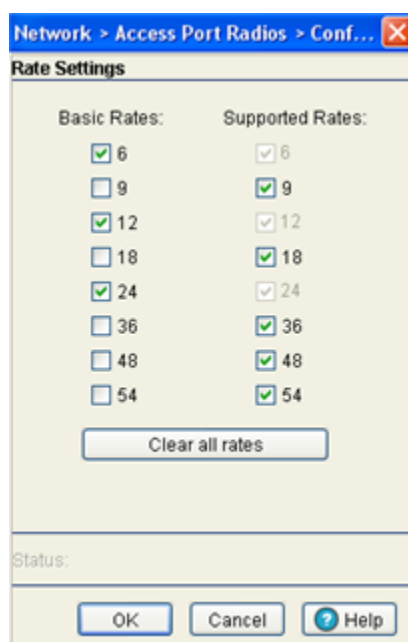 Network > Access Port Radios > Conf...
Rate Settings
Basic Rates: Supported Rates:
6 6
9 9
12 12
18 18
24 24
36 36
48 48
54 54
Clear all rates
Status:
OK Cancel Help